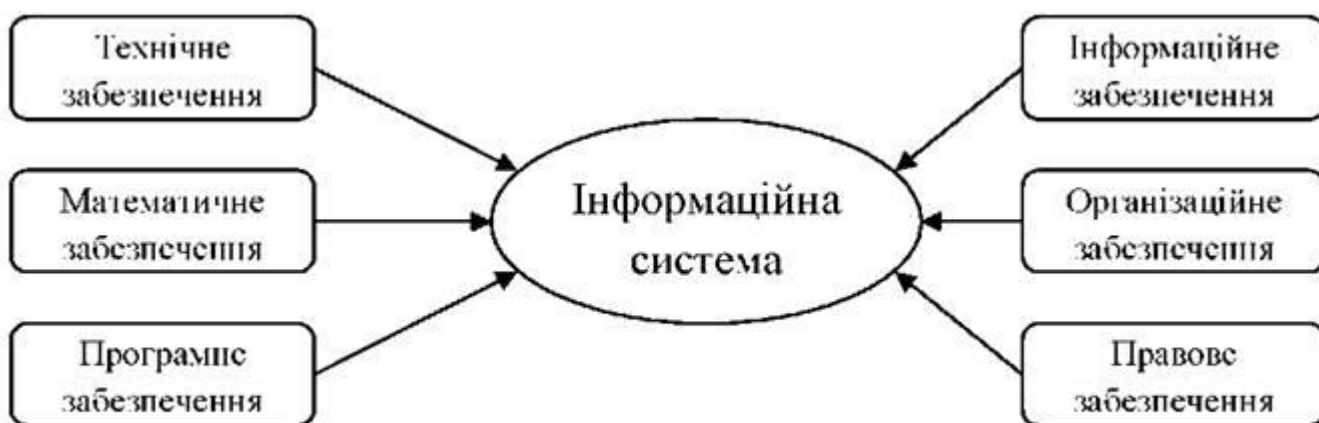 Технічне
забезпечення
Математичне
забезпечення
Програмне
забезпечення
Інформаційна
система
Інформаційне
забезпечення
Організаційне
забезпечення
Правове
забезпечення